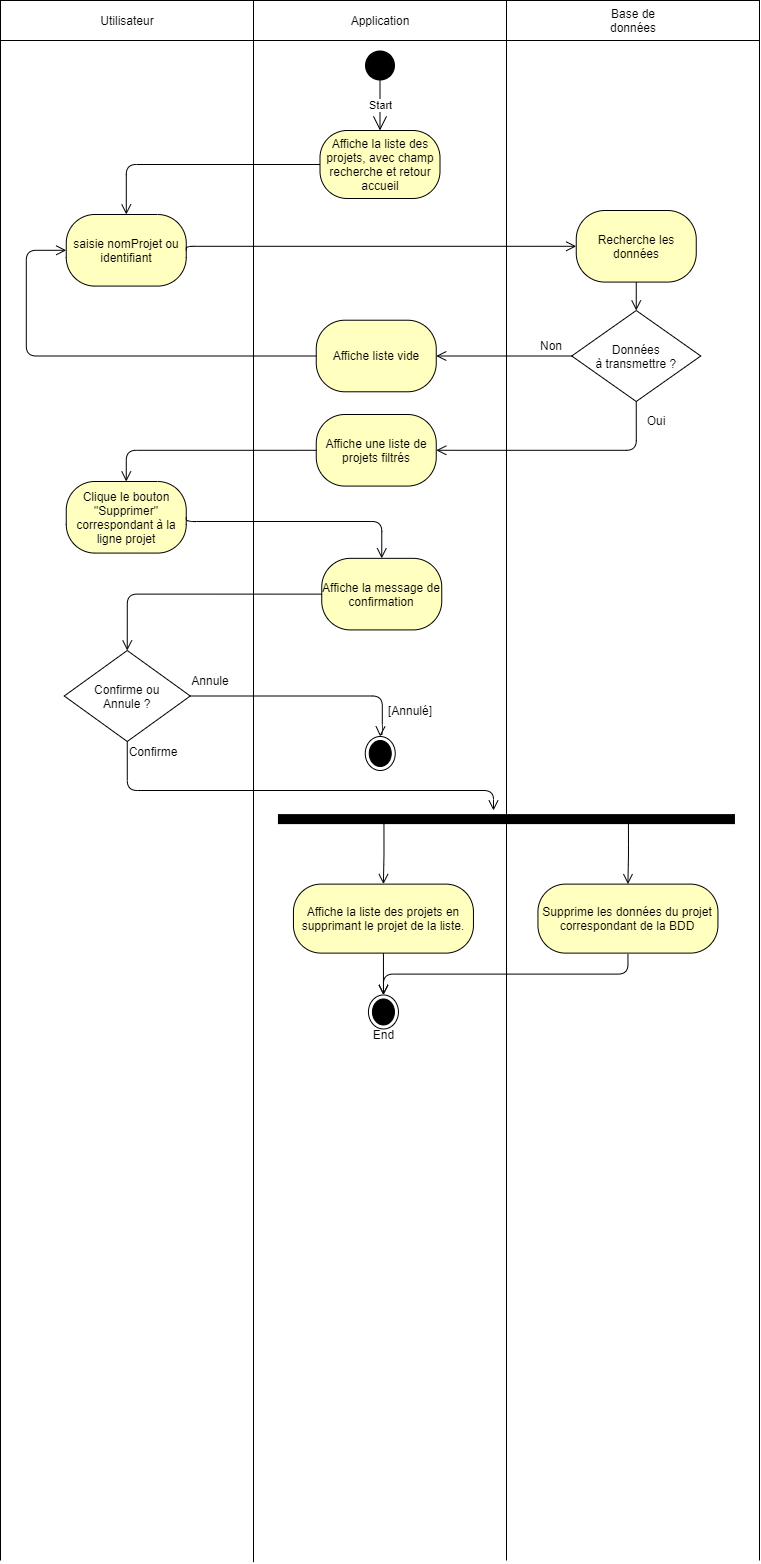 Utilisateur
Application
Base de
données
Start
Affiche la liste des
projets, avec champ
recherche et retour
accueil
saisie nomProjet ou
identifiant
Recherche les
données
Affiche liste vide
Non
Données
à transmettre ?
Oui
Affiche une liste de
projets filtrés
Clique le bouton
"Supprimer"
correspondant à la
ligne projet
Affiche la message de
confirmation
Confirme ou
Annule ?
Annule
[Annulé]
Confirme
Affiche la liste des projets en
supprimant le projet de la liste.
Supprime les données du projet
correspondant de la BDD
End